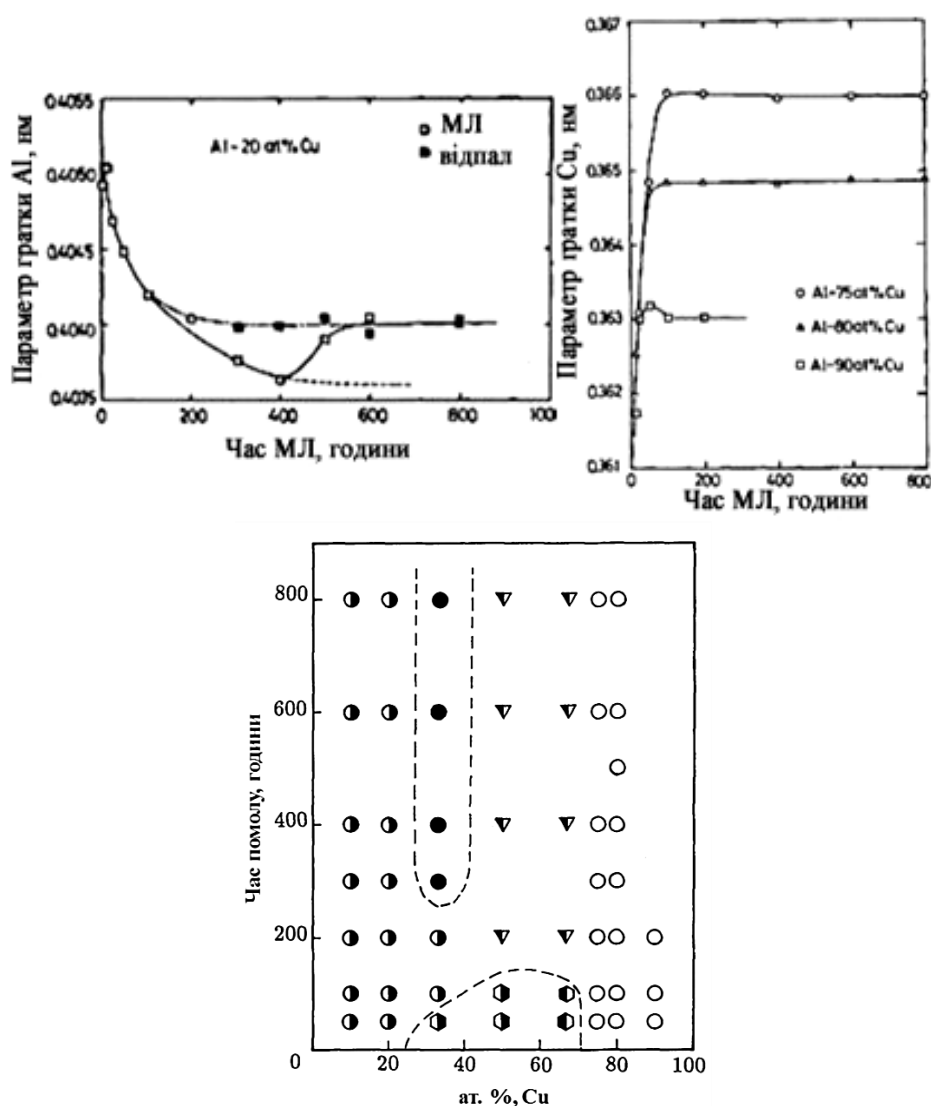 Параметр гратки Al, нм
0.4055
0.4050
0.4045
0.4040
0.4035
Al-20 at% Cu
МЛ
відпал
0 200 400 600 800 1000
Час МЛ, години
Параметр гратки Cu, нм
0.367
0.366
0.365
0.364
0.363
0.362
0.361
Al-75at%Cu
Al-80at%Cu
Al-90at%Cu
0 200 400 600 800
Час МЛ, години
Час помолу, години
800
600
400
200
0 20 40 60 80 100
ат. %, Cu